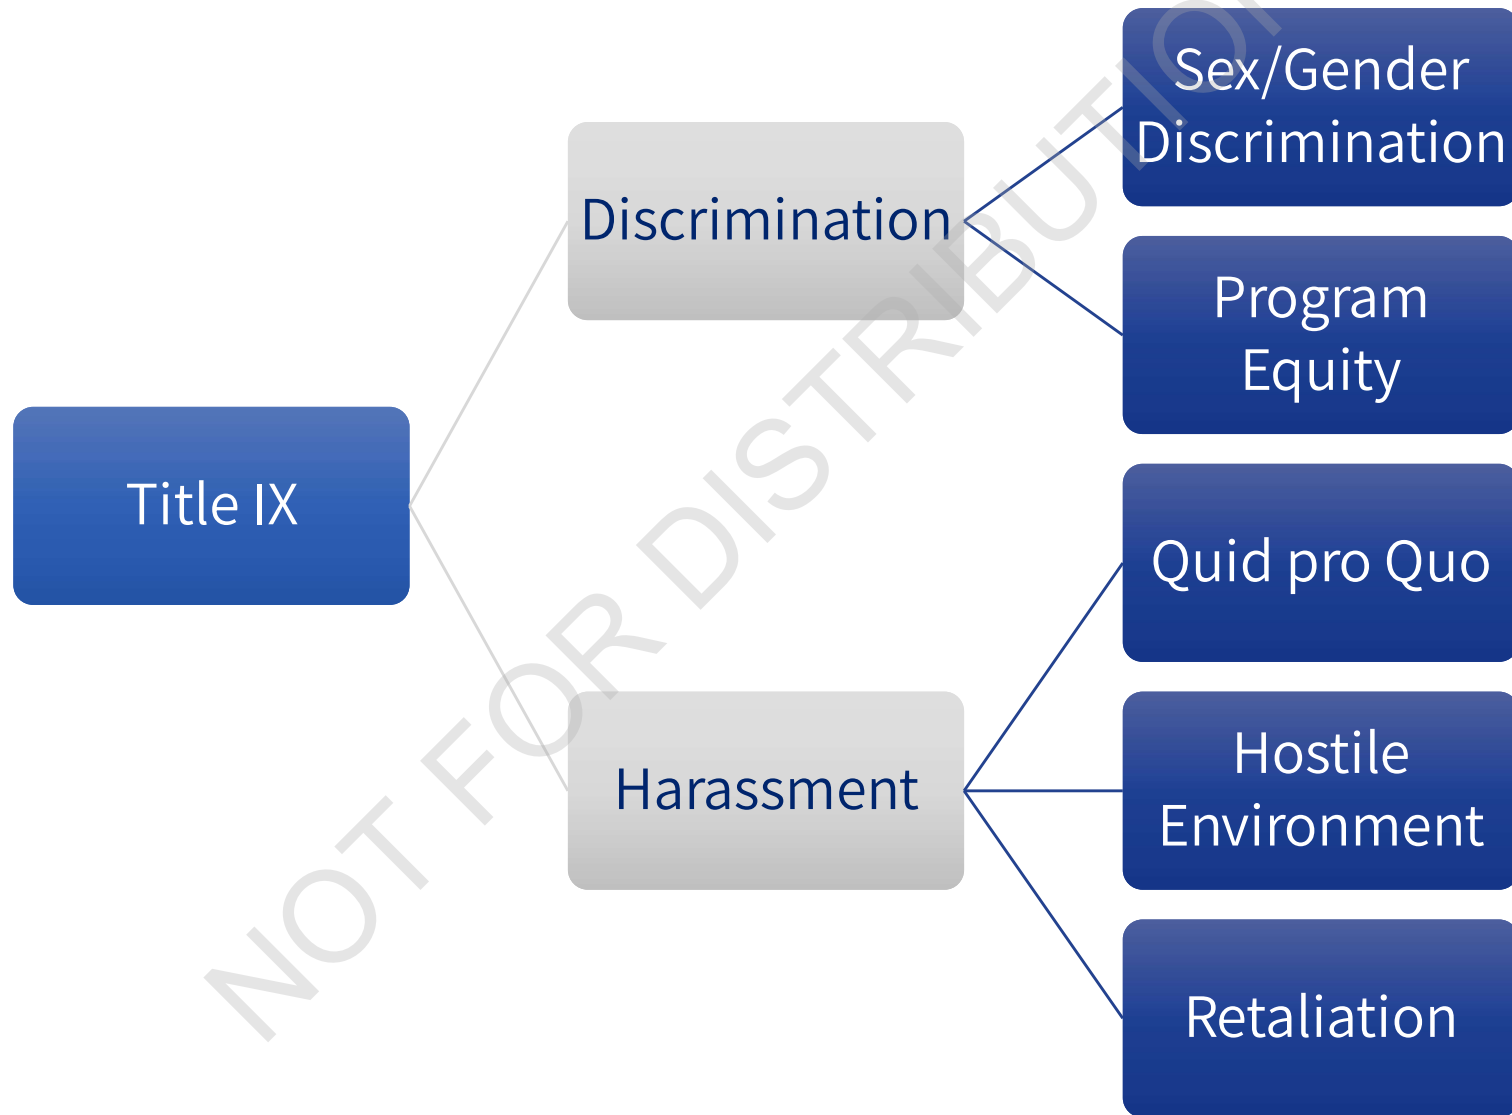 Title IX
Discrimination
Sex/Gender
Discrimination
Program
Equity
Harassment
Quid pro Quo
Hostile
Environment
Retaliation
NOT FOR DISTRIBUTION